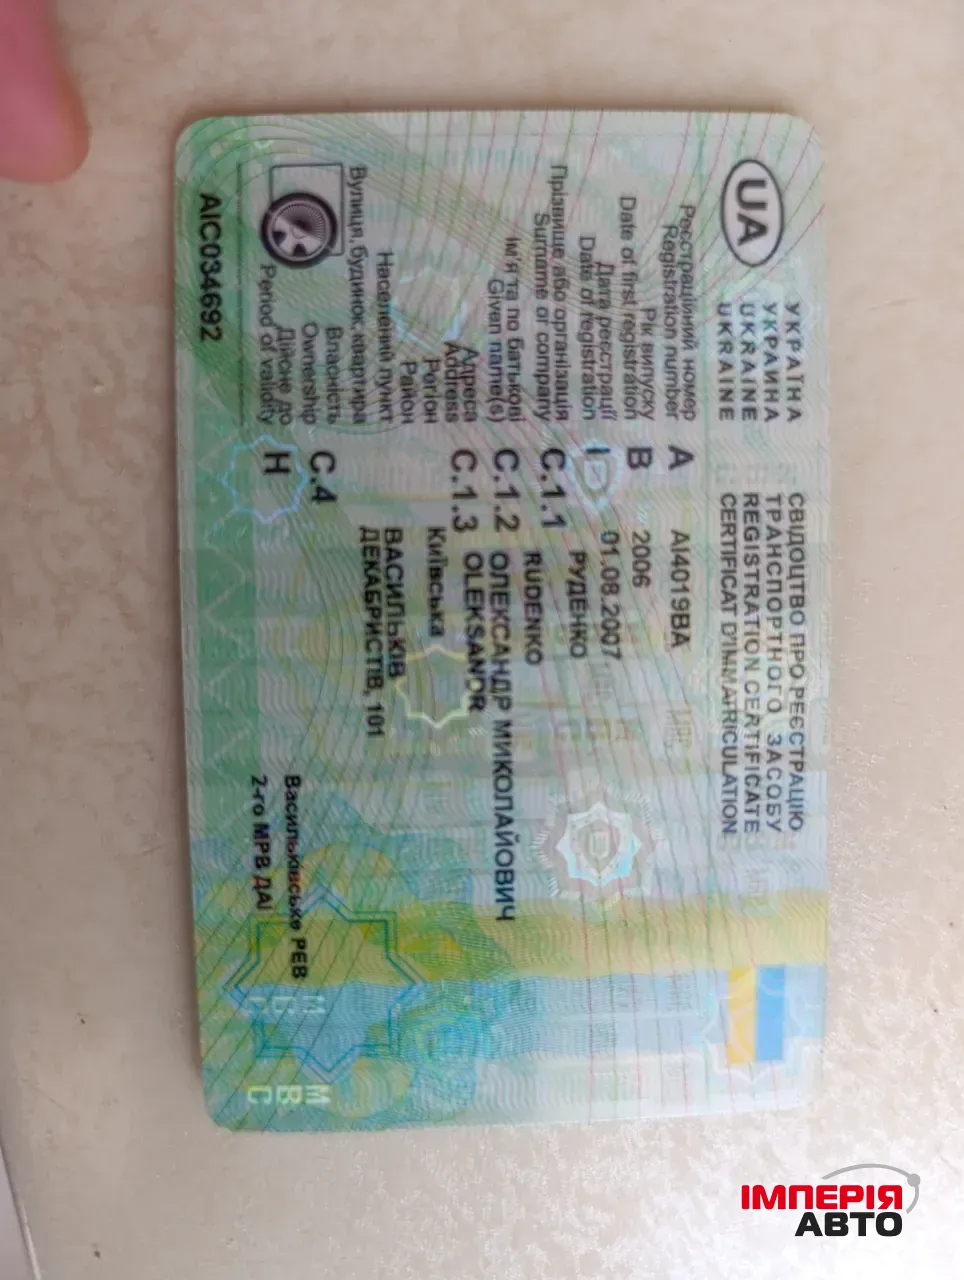 UA
УКРАЇНА
УКРАИНА
UKRAINE
UKRAINE
СВІДОЦТВО ПРО РЕЄСТРАЦІЮ
ТРАНСПОРТНОГО ЗАСОБУ
REGISTRATION CERTIFICATE
CERTIFICAT D'IMMATRICULATION
Реєстраційний номер
Registration number A АІ4019ВА
Рік випуску
Date of first registration B 2006
Дата реєстрації
Date of registration I 01.08.2007
Прізвище або організація
Surname or company C.1.1 РУДЕНКО
RUDENKO
Ім'я та по батькові
Given name(s) C.1.2 ОЛЕКСАНДР МИКОЛАЙОВИЧ
OLEKSANDR
Адреса
Address C.1.3
Регіон Київська
Район
Населений пункт ВАСИЛЬКІВ
Вулиця, будинок, квартира ДЕКАБРИСТІВ, 101
Власність
Ownership C.4
Дійсне до
Period of validity H
Васильківське РЕВ
2-го МРВ ДАІ
АІС034692
МВС
ІМПЕРІЯ
АВТО